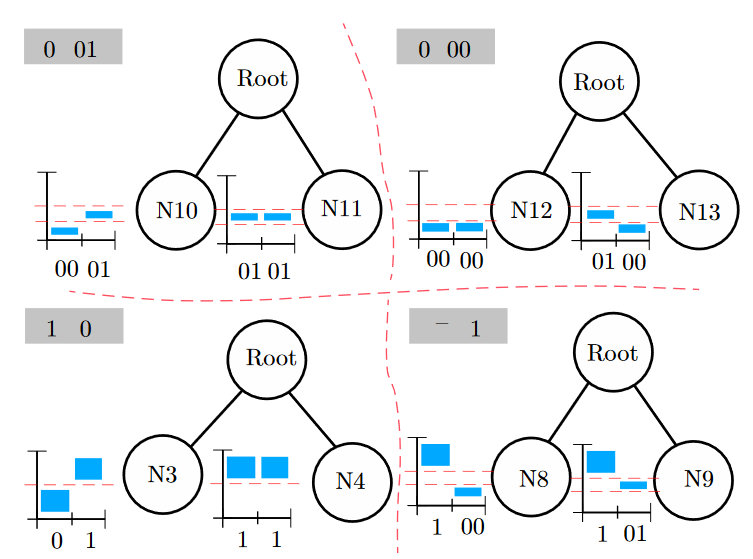 0 01
Root
N10
N11
00 01
01 01
0 00
Root
N12
N13
00 00
01 00
1 0
Root
N3
N4
0 1
1 1
– 1
Root
N8
N9
1 00
1 01